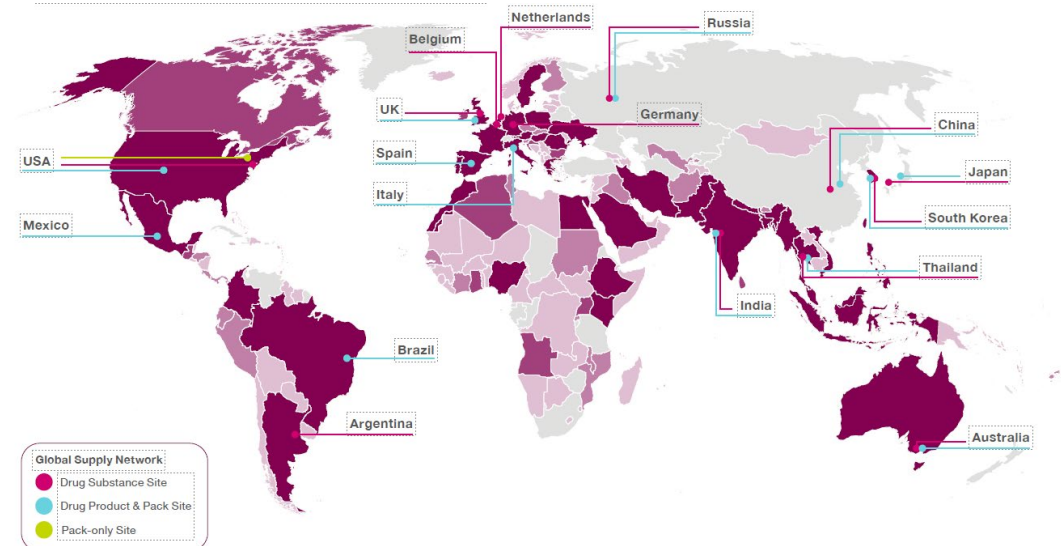 Netherlands
Russia
Belgium
UK
Germany
China
USA
Spain
Japan
Italy
South Korea
Mexico
Thailand
India
Brazil
Argentina
Australia
Global Supply Network
Drug Substance Site
Drug Product & Pack Site
Pack-only Site